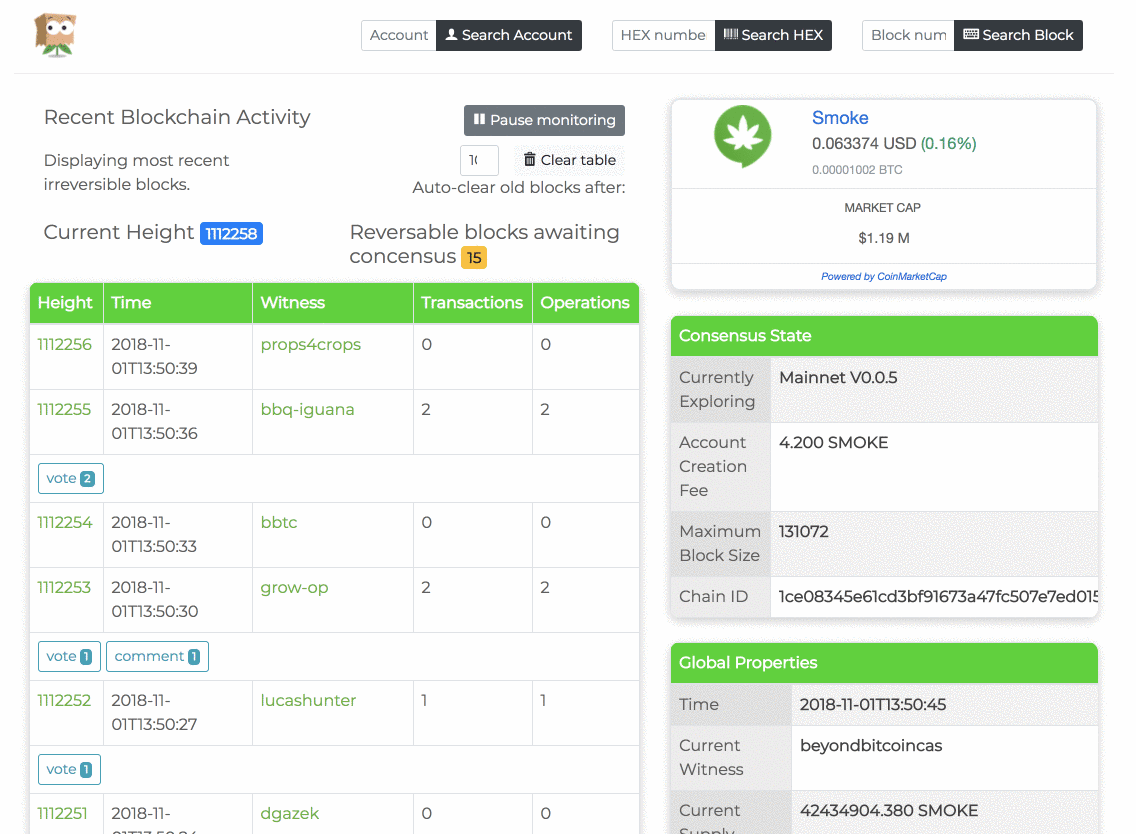 Account Search Account HEX numbe Search HEX Block num Search Block
Recent Blockchain Activity
Pause monitoring
Displaying most recent
irreversible blocks.
Clear table
Auto-clear old blocks after:
Current Height 1112258
Reversable blocks awaiting
concensus 15
Height Time Witness Transactions Operations
1112256 2018-11-
01T13:50:39 props4crops 0 0
1112255 2018-11-
01T13:50:36 bbq-iguana 2 2
vote 2
1112254 2018-11-
01T13:50:33 bbtc 0 0
1112253 2018-11-
01T13:50:30 grow-op 2 2
vote 1 comment 1
1112252 2018-11-
01T13:50:27 lucashunter 1 1
vote 1
1112251 2018-11- dgazek 0 0
Smoke
0.063374 USD (0.16%)
0.00001002 BTC
MARKET CAP
$1.19 M
Powered by CoinMarketCap
Consensus State
Currently
Exploring Mainnet V0.0.5
Account
Creation
Fee 4.200 SMOKE
Maximum
Block Size 131072
Chain ID 1ce08345e61cd3bf91673a47fc507e7ed015
Global Properties
Time 2018-11-01T13:50:45
Current
Witness beyondbitcoincas
Current 42434904.380 SMOKE
Supply